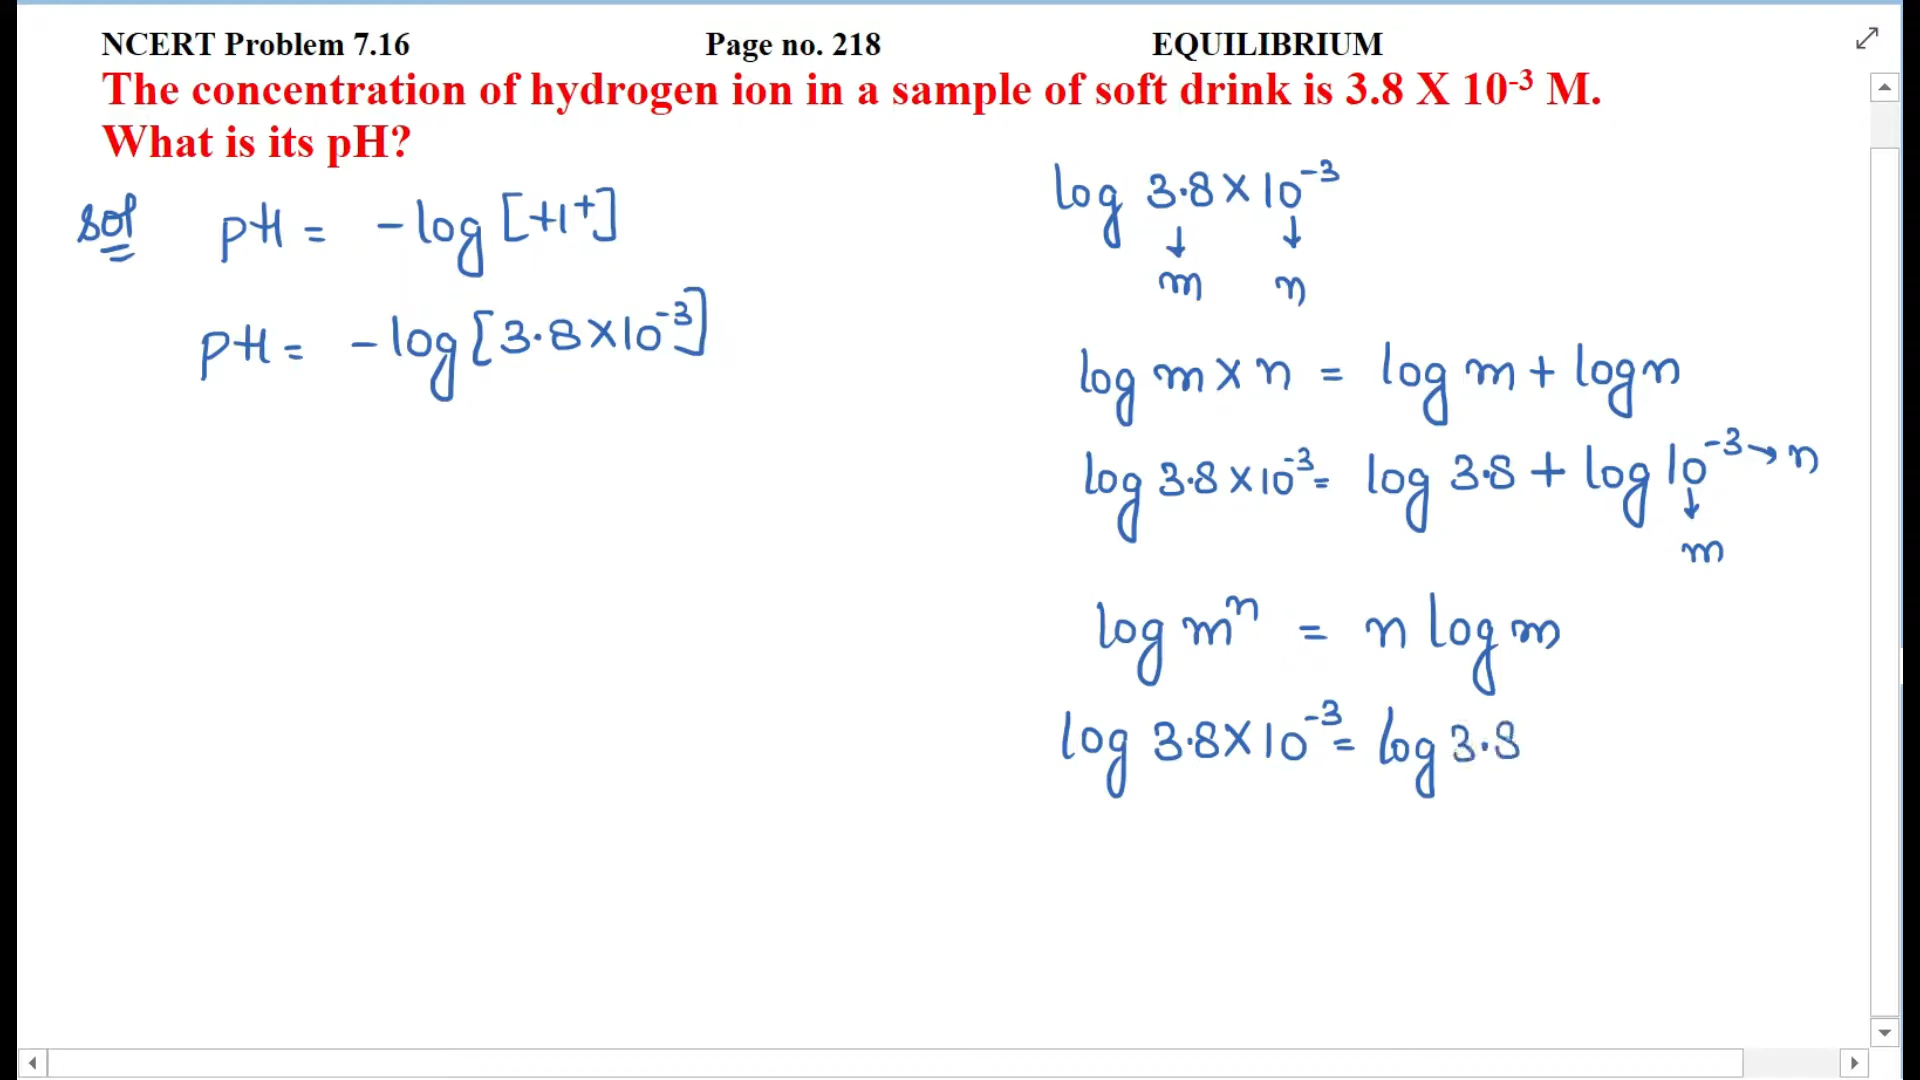 NCERT Problem 7.16 Page no. 218 EQUILIBRIUM
The concentration of hydrogen ion in a sample of soft drink is 3.8 X 10⁻³ M.
What is its pH?
Sol pH = -log [H⁺]
pH = -log [3.8×10⁻³]
log 3.8×10⁻³
↓ ↓
m n
log m×n = log m + log n
log 3.8×10⁻³ = log 3.8 + log 10⁻³ → n
↓
m
log mⁿ = n log m
log 3.8×10⁻³ = log 3.8